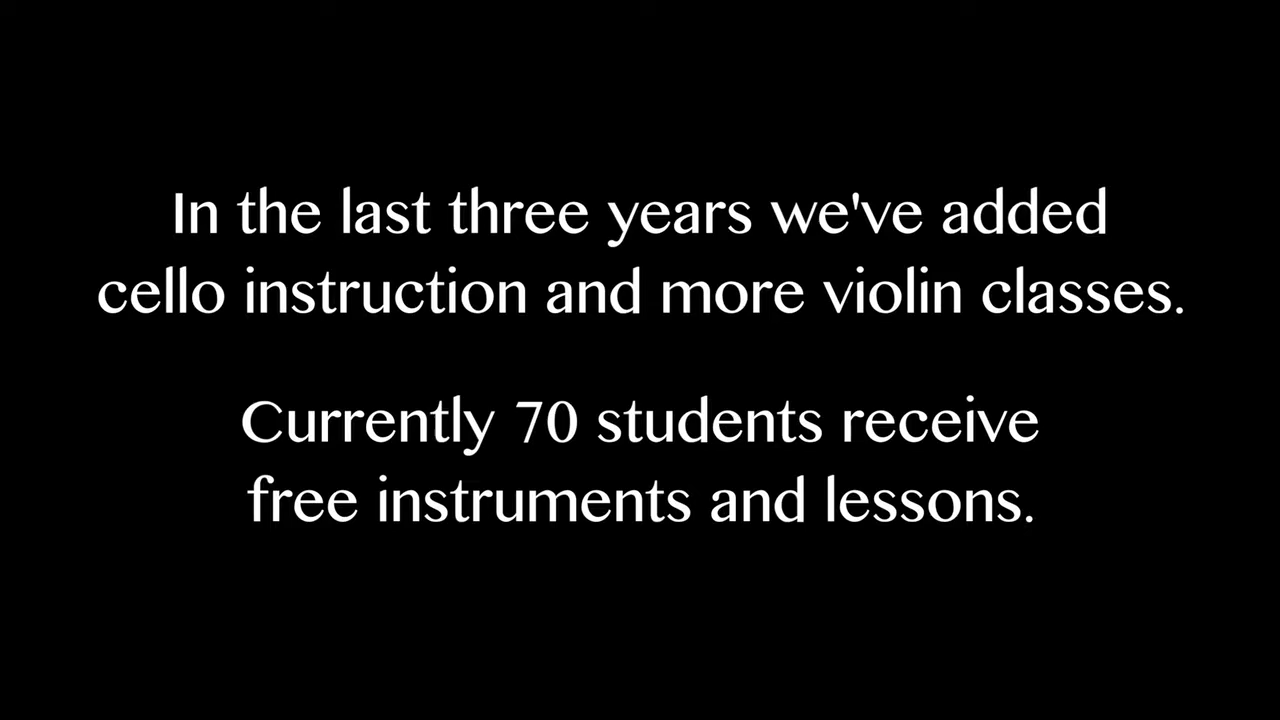 In the last three years we've added
cello instruction and more violin classes.
Currently 70 students receive
free instruments and lessons.